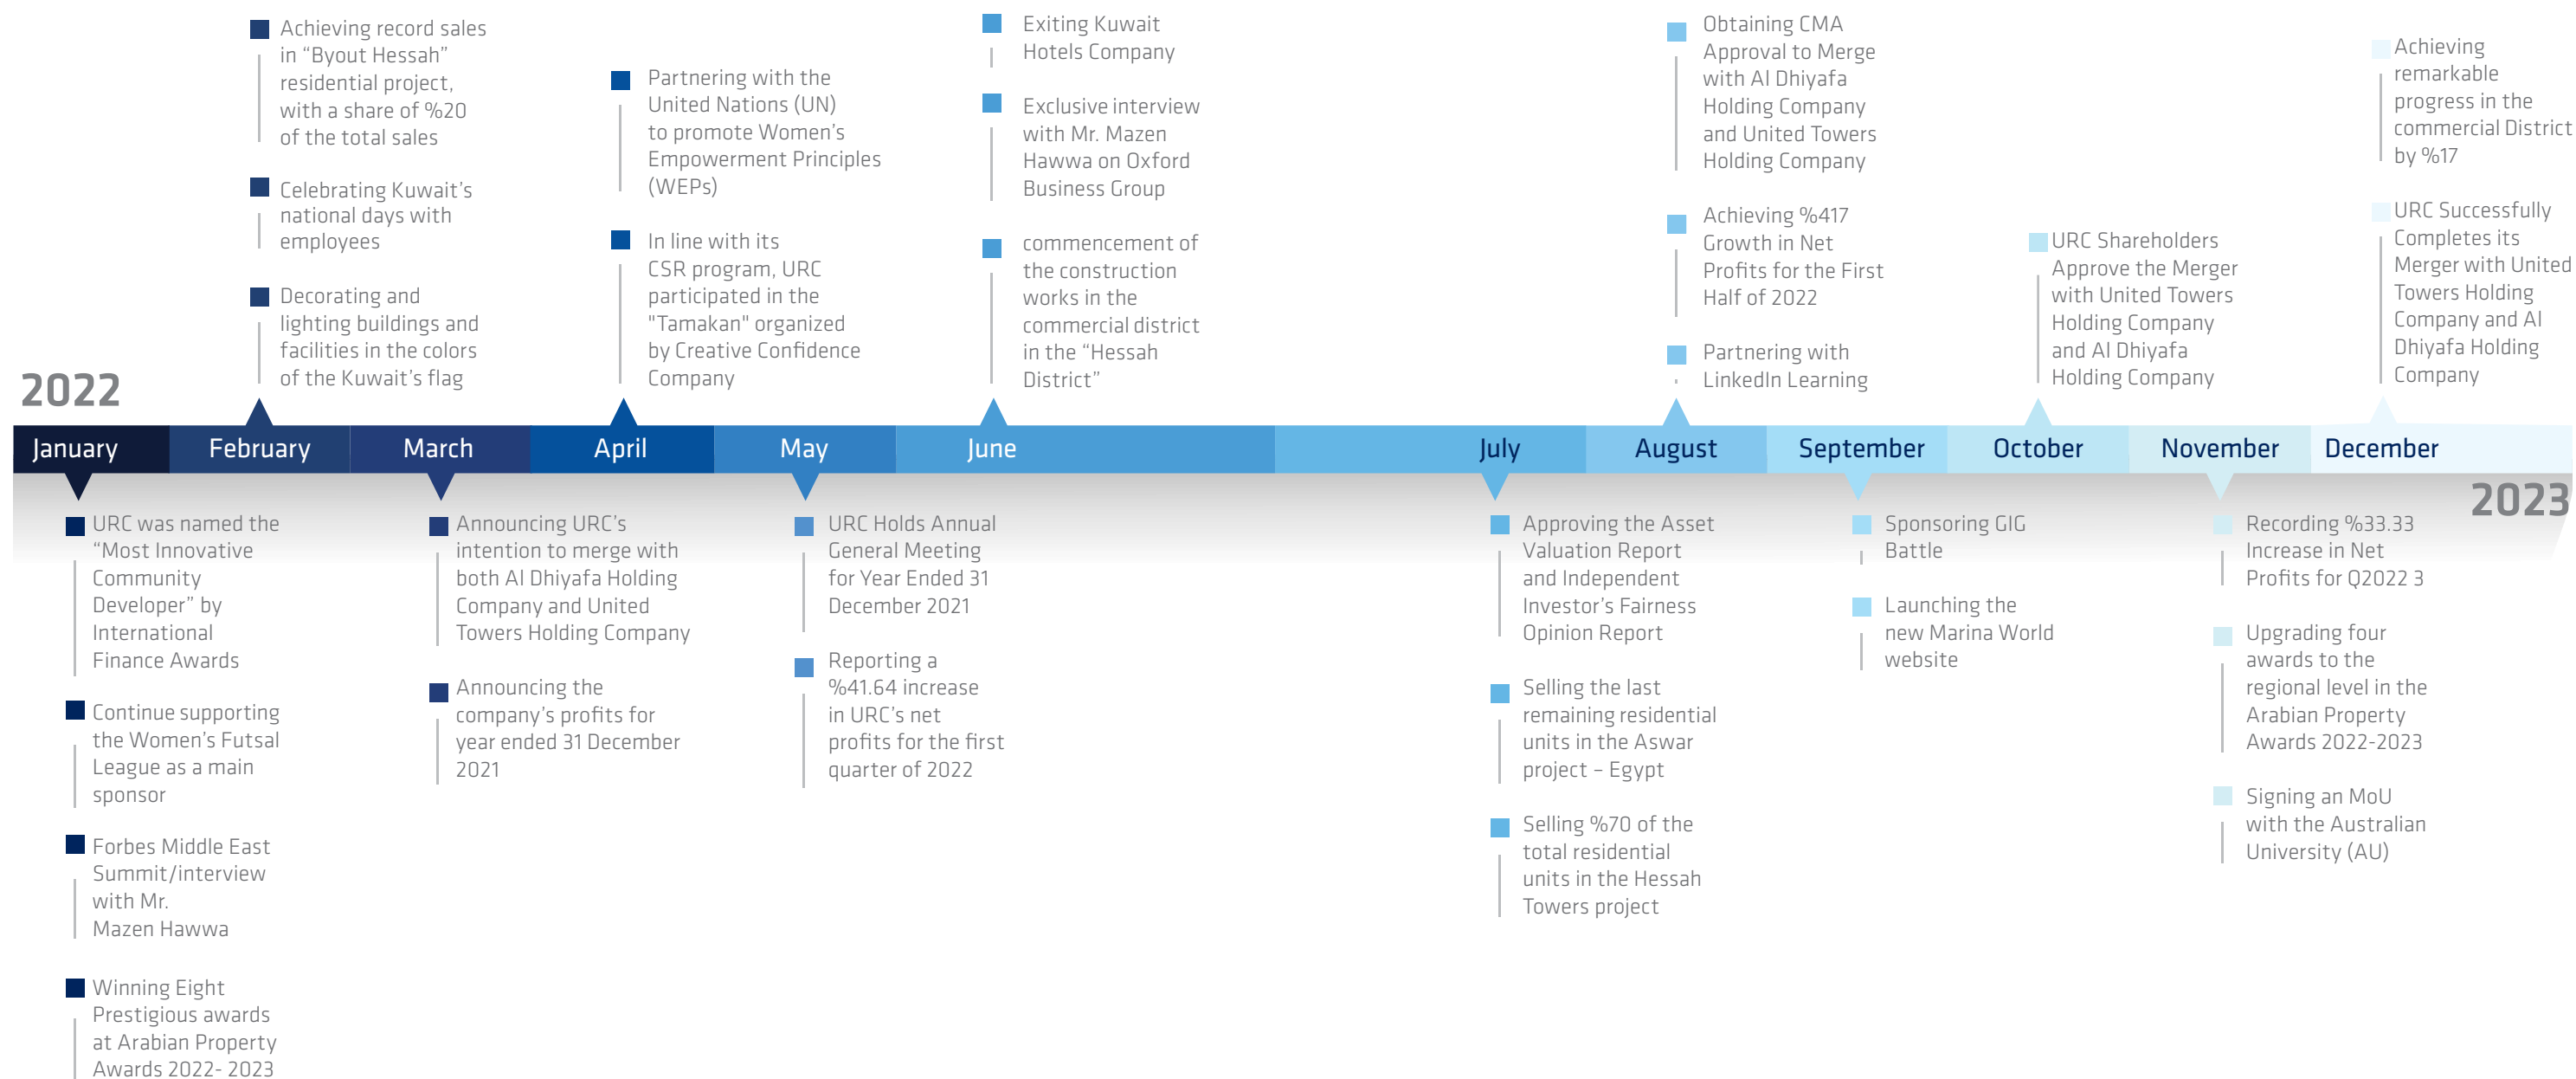 Achieving record sales
in “Byout Hessah”
residential project,
with a share of %20
of the total sales
Celebrating Kuwait’s
national days with
employees
Decorating and
lighting buildings and
facilities in the colors
of the Kuwait’s flag
Partnering with the
United Nations (UN)
to promote Women’s
Empowerment Principles
(WEPs)
In line with its
CSR program, URC
participated in the
"Tamakan" organized
by Creative Confidence
Company
Exiting Kuwait
Hotels Company
Exclusive interview
with Mr. Mazen
Hawwa on Oxford
Business Group
commencement of
the construction
works in the
commercial district
in the “Hessah
District”
Obtaining CMA
Approval to Merge
with Al Dhiyafa
Holding Company
and United Towers
Holding Company
Achieving %417
Growth in Net
Profits for the First
Half of 2022
Partnering with
LinkedIn Learning
URC Shareholders
Approve the Merger
with United Towers
Holding Company
and Al Dhiyafa
Holding Company
Achieving
remarkable
progress in the
commercial District
by %17
URC Successfully
Completes its
Merger with United
Towers Holding
Company and Al
Dhiyafa Holding
Company
2022
January February March April May June July August September October November December
2023
URC was named the
“Most Innovative
Community
Developer” by
International
Finance Awards
Continue supporting
the Women’s Futsal
League as a main
sponsor
Forbes Middle East
Summit/interview
with Mr.
Mazen Hawwa
Winning Eight
Prestigious awards
at Arabian Property
Awards 2022- 2023
Announcing URC’s
intention to merge with
both Al Dhiyafa Holding
Company and United
Towers Holding Company
Announcing the
company’s profits for
year ended 31 December
2021
URC Holds Annual
General Meeting
for Year Ended 31
December 2021
Reporting a
%41.64 increase
in URC’s net
profits for the first
quarter of 2022
Approving the Asset
Valuation Report
and Independent
Investor’s Fairness
Opinion Report
Selling the last
remaining residential
units in the Aswar
project – Egypt
Selling %70 of the
total residential
units in the Hessah
Towers project
Sponsoring GIG
Battle
Launching the
new Marina World
website
Recording %33.33
Increase in Net
Profits for Q2022 3
Upgrading four
awards to the
regional level in the
Arabian Property
Awards 2022-2023
Signing an MoU
with the Australian
University (AU)